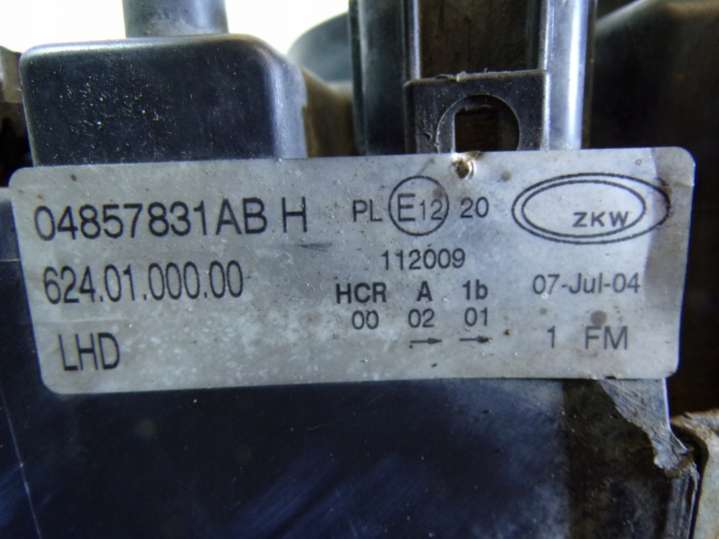 04857831AB H
624.01.000.00
LHD
PL E12 20
112009
HCR A 1b
00 02 01
→ →
ZKW
07-Jul-04
1 FM